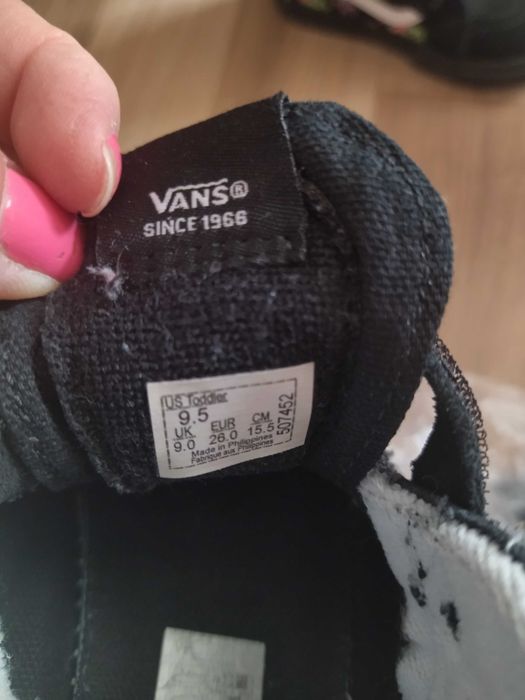 VANS®
SINCE 1966
US Toddler
9.5
UK EUR CM
9.0 26.0 15.5
507452
Made in Philippines
Fabriqué aux Philippines